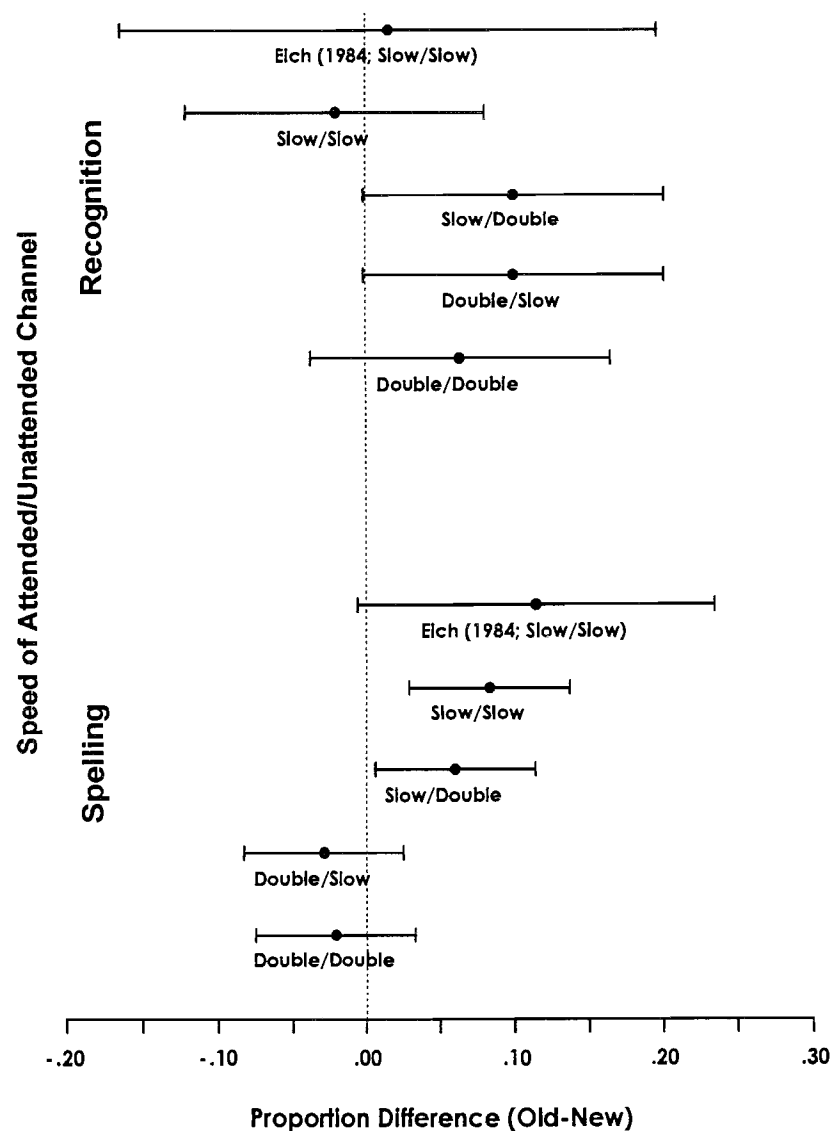 Speed of Attended/Unattended Channel
Recognition
Eich (1984; Slow/Slow)
Slow/Slow
Slow/Double
Double/Slow
Double/Double
Spelling
Eich (1984; Slow/Slow)
Slow/Slow
Slow/Double
Double/Slow
Double/Double
-.20 -.10 .00 .10 .20 .30
Proportion Difference (Old-New)